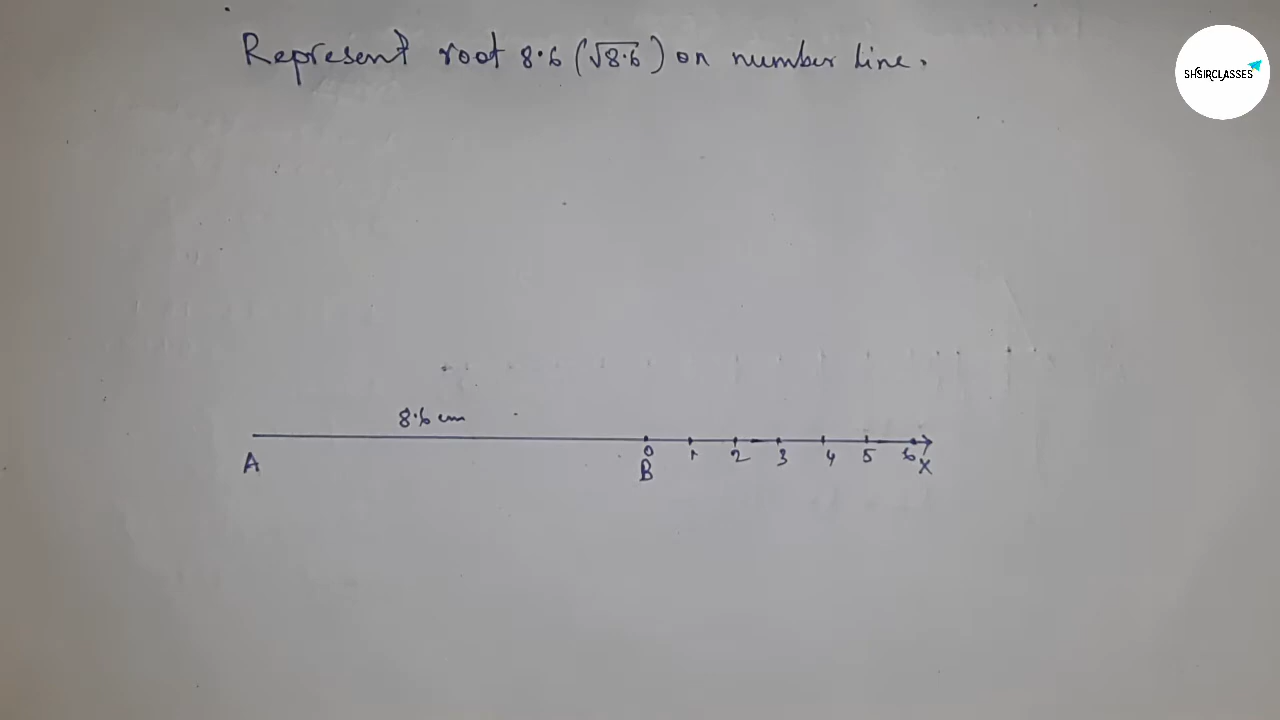 Represent root 8.6 (√8.6) on number line.
SHSIRCLASSES
8.6 cm
A
0 1 2 3 4 5 6
B
X